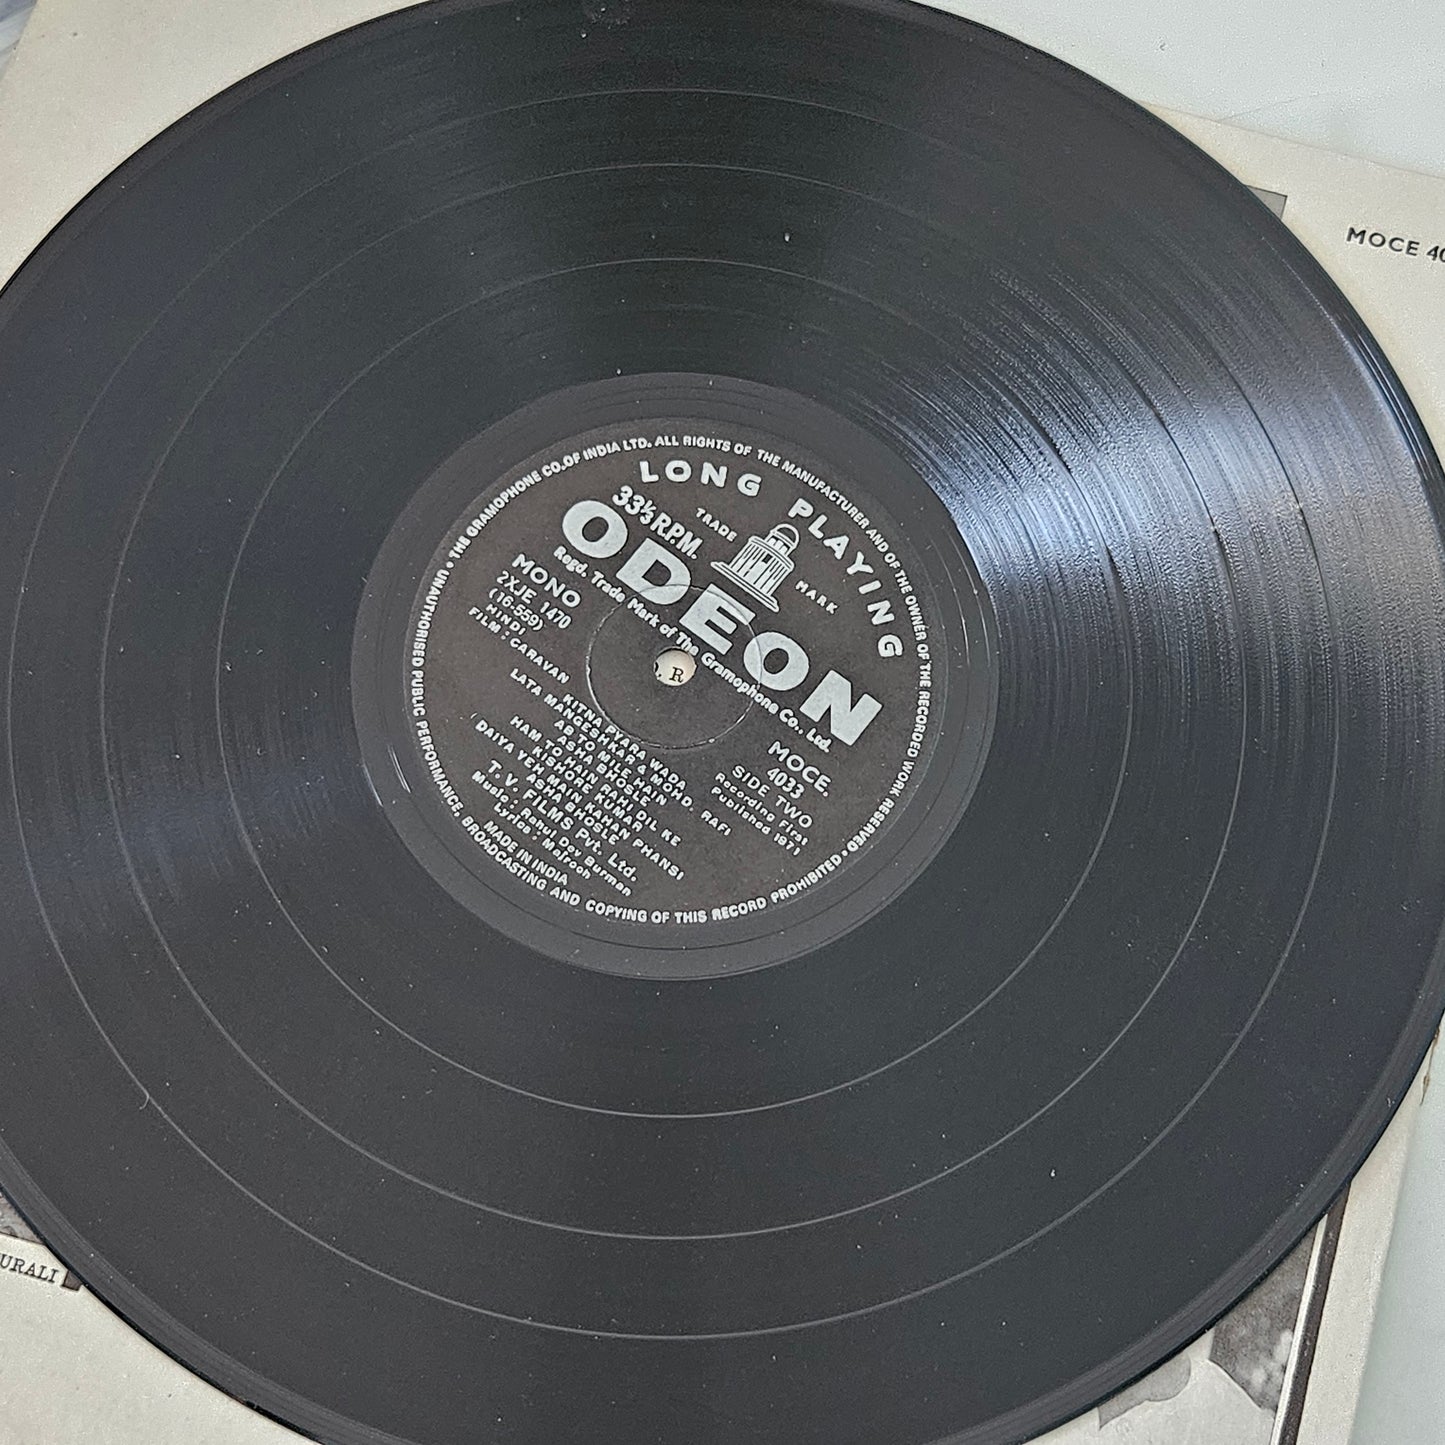 MOCE 40
THE GRAMOPHONE CO.OF INDIA LTD. ALL RIGHTS OF THE MANUFACTURER AND OF THE OWNER OF THE RECORDED WORK RESERVED •
UNAUTHORISED PUBLIC PERFORMANCE, BROADCASTING AND COPYING OF THIS RECORD PROHIBITED •
LONG PLAYING
33⅓ R.P.M.
TRADE MARK
ODEON
Regd. Trade Mark of The Gramophone Co., Ltd.
MONO
2XJE 1470
(16-559)
HINDI
FILM : CARAVAN
R
MOCE
4033
SIDE TWO
Recording First
Published 1971
KITNA PYARA WADA
LATA MANGESHKAR & MOHD. RAFI
AB TO MILE HAIN
ASHA BHOSLE
HAM TO HAIN RAHI DIL KE
KISHORE KUMAR
(DAIYA YEH MAIN KAHAN PHANSI
ASHA BHOSLE
T. V. FILMS Pvt. Ltd.
Music : Rahul Dev Burman
Lyrics : Majrooh
MADE IN INDIA
URALI